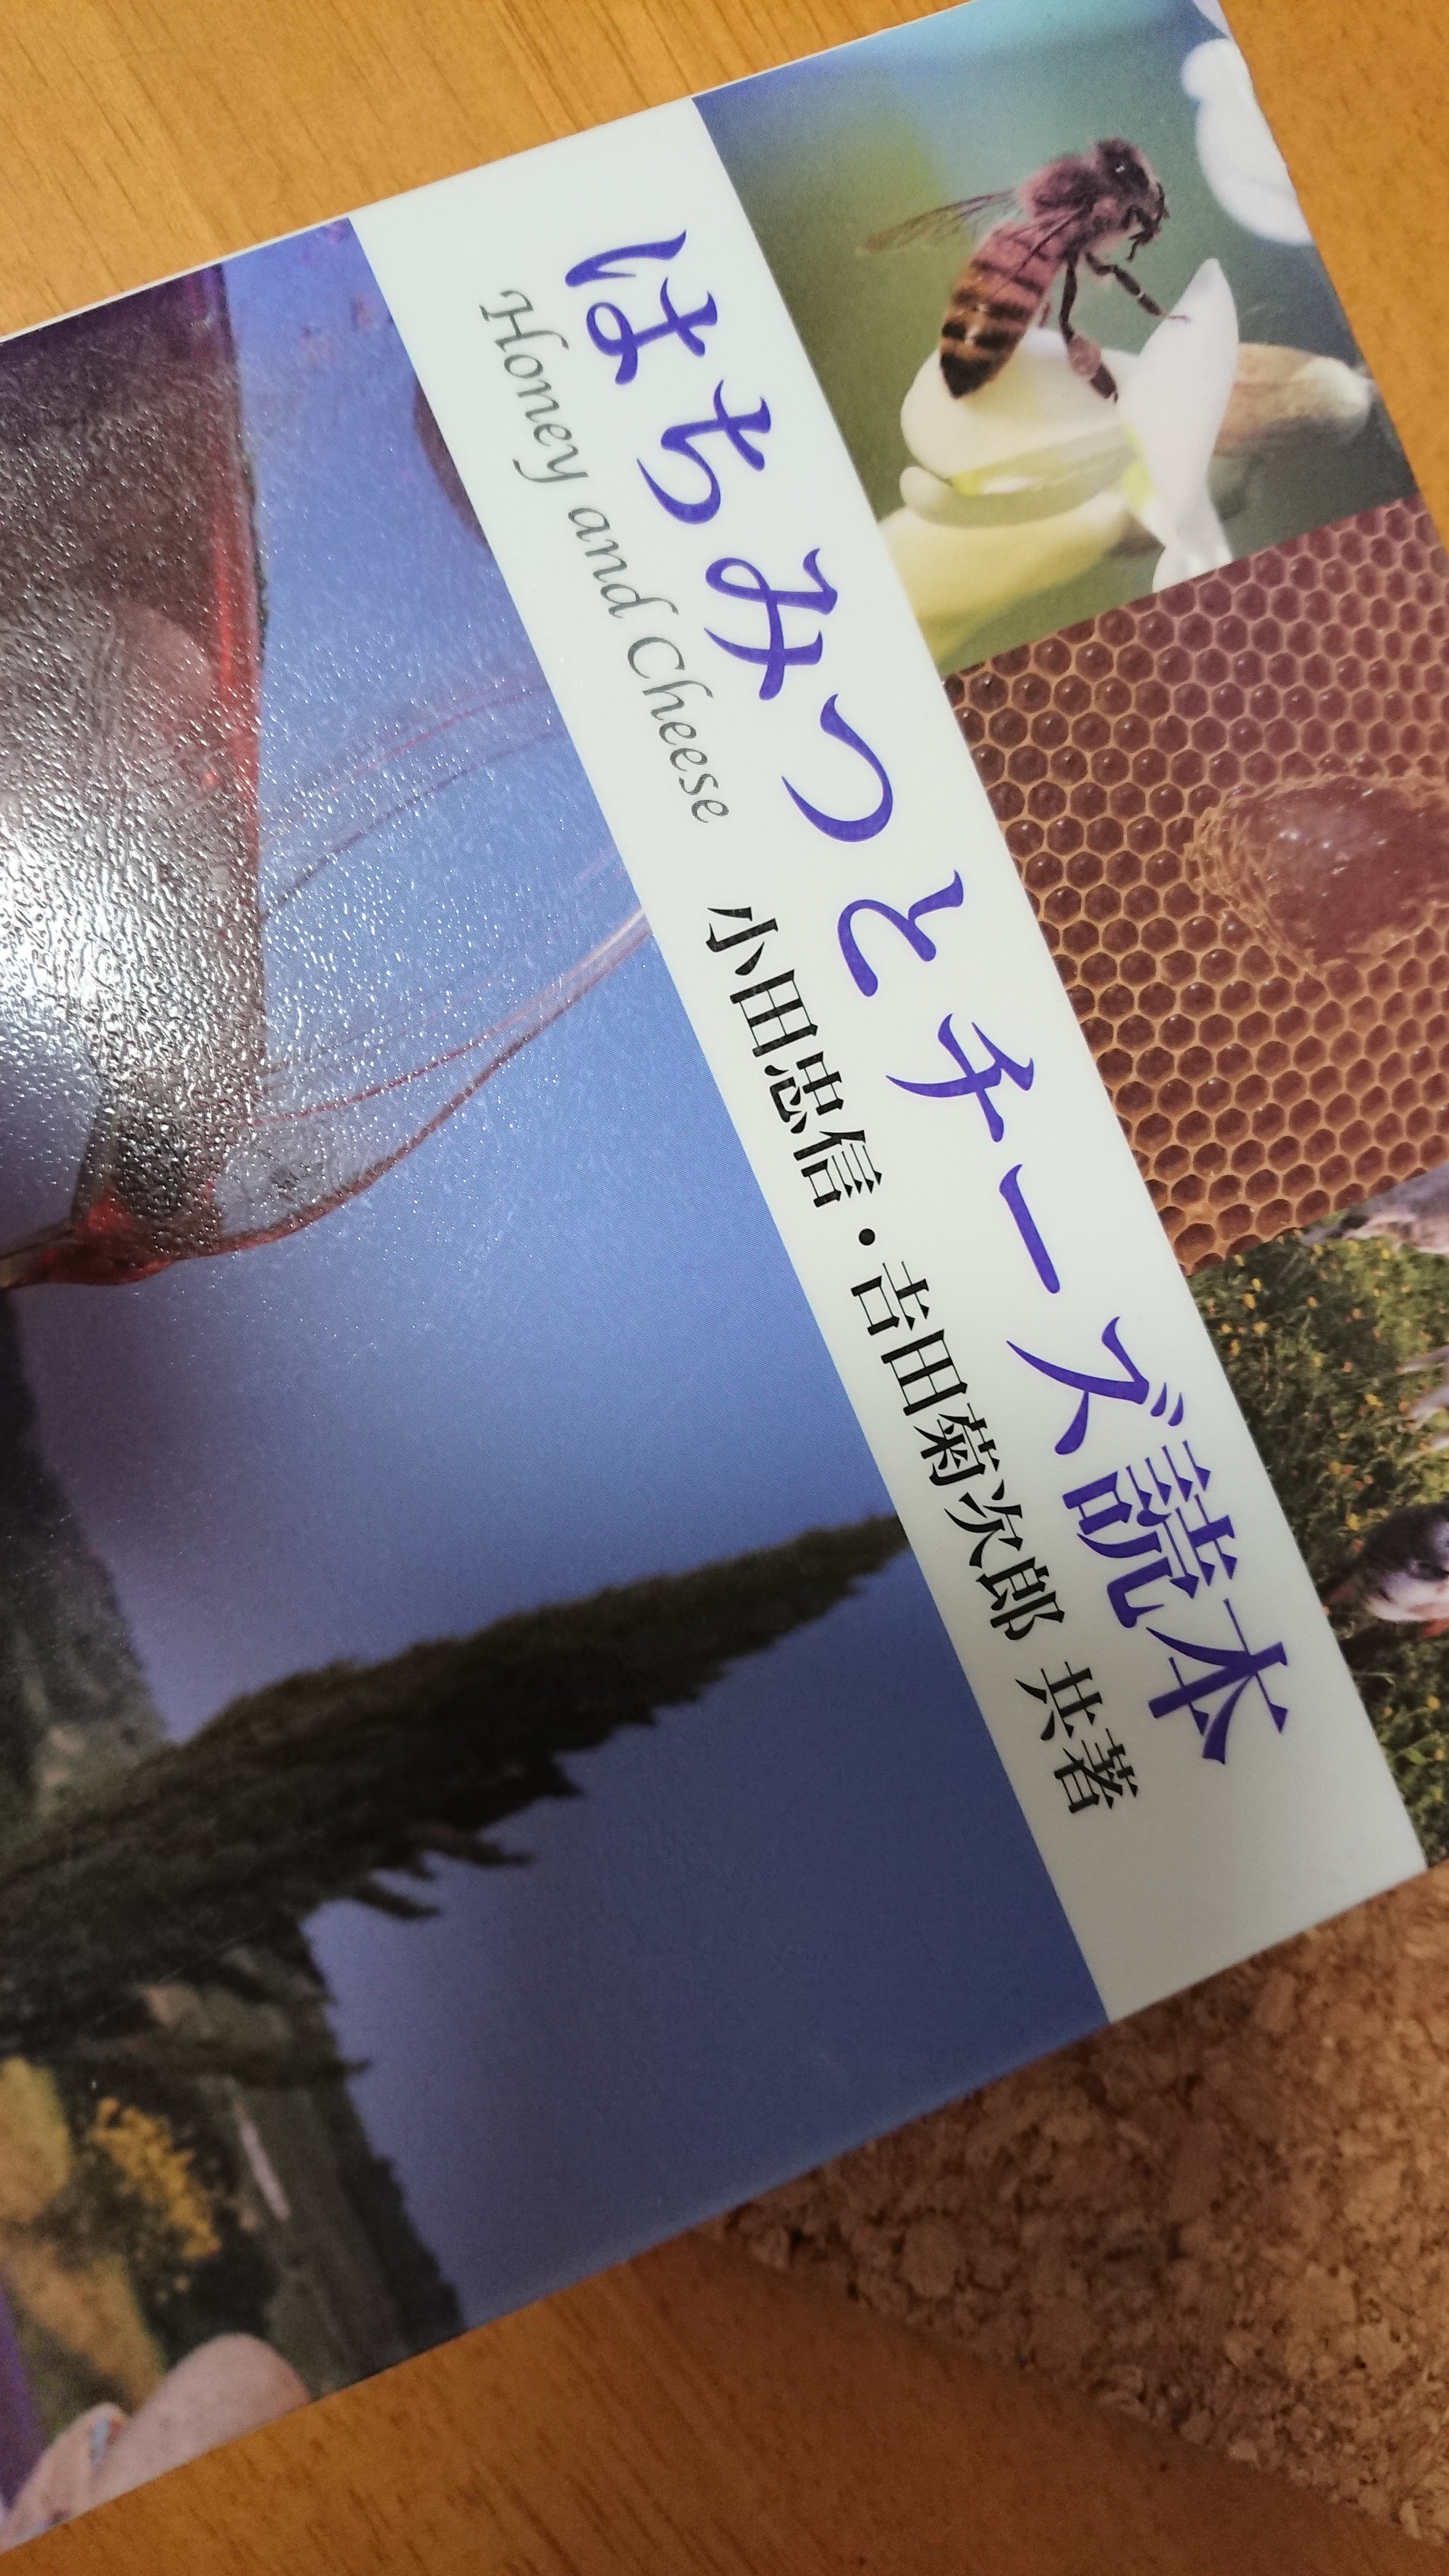 はちみつとチーズ読本
Honey and Cheese
小田忠信・吉田菊次郎 共著